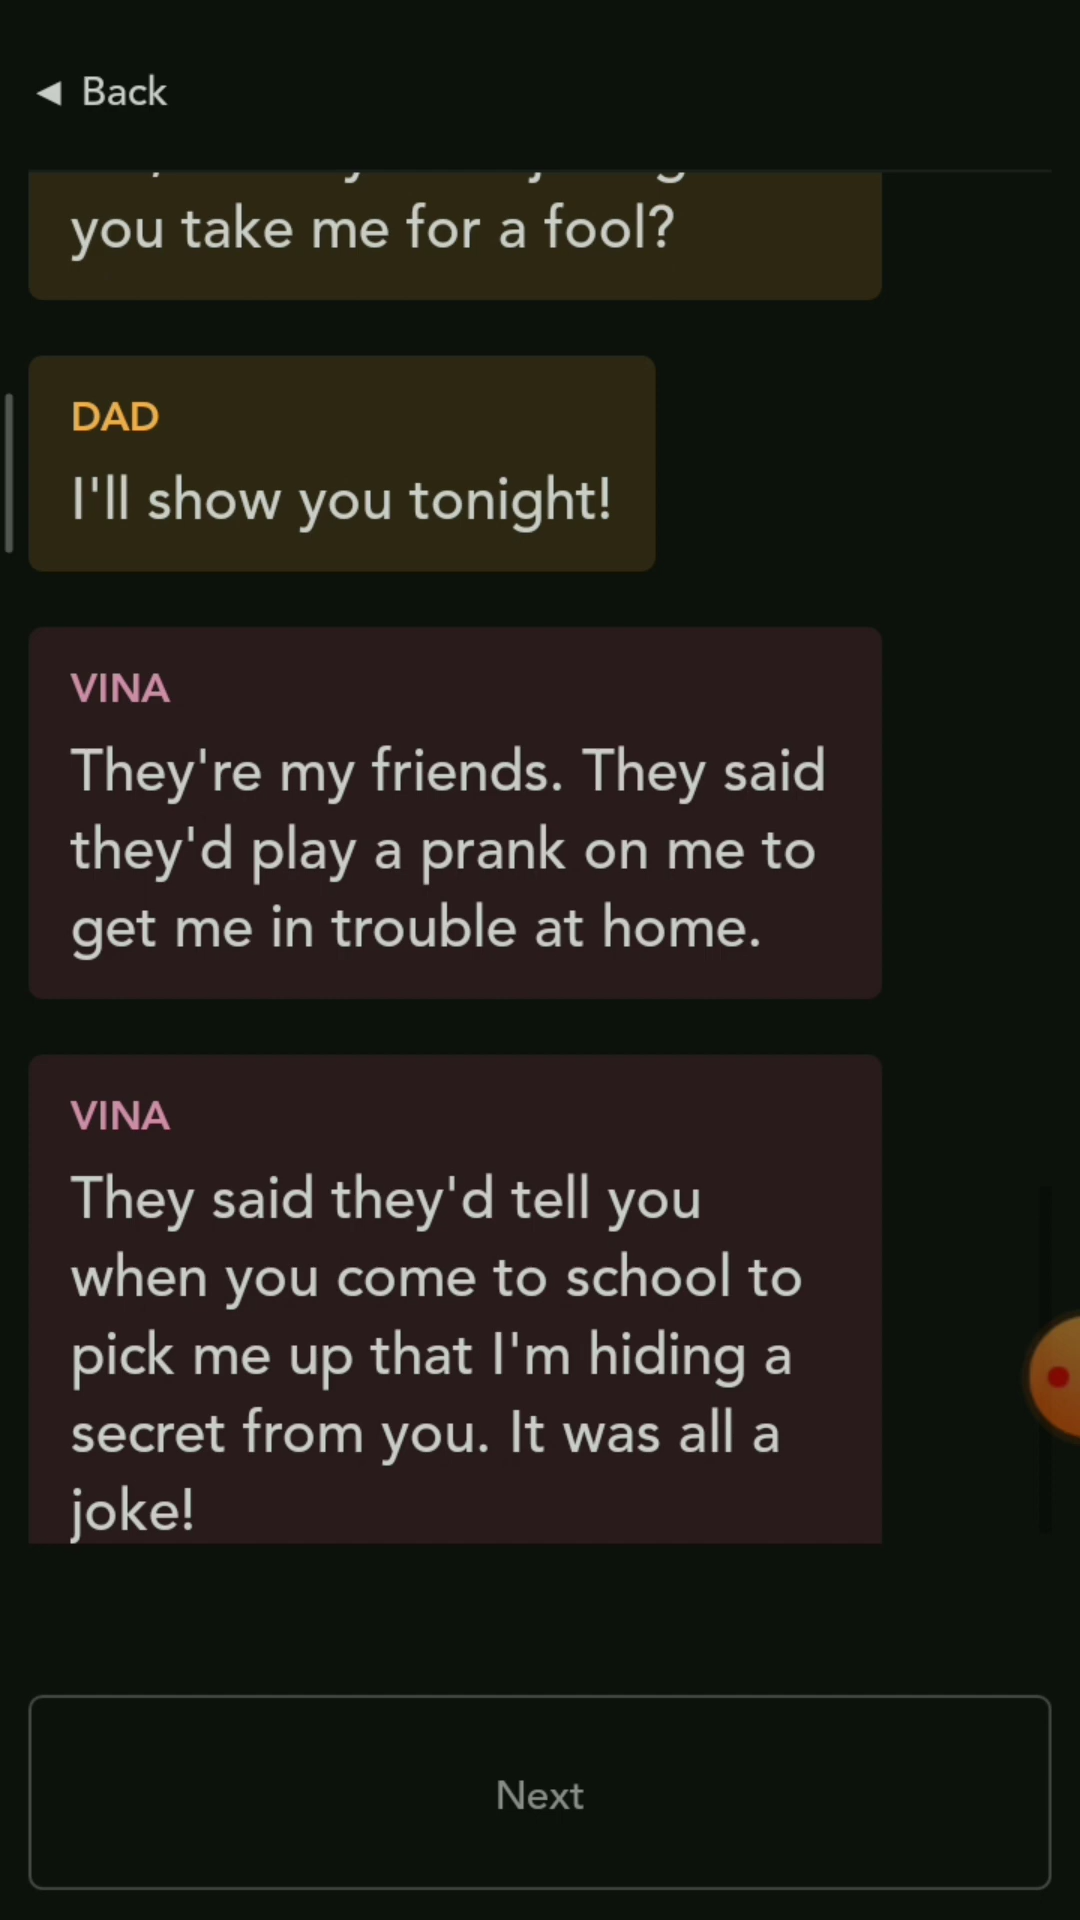 ◀ Back
you take me for a fool?
DAD
I'll show you tonight!
VINA
They're my friends. They said
they'd play a prank on me to
get me in trouble at home.
VINA
They said they'd tell you
when you come to school to
pick me up that I'm hiding a
secret from you. It was all a
joke!
Next